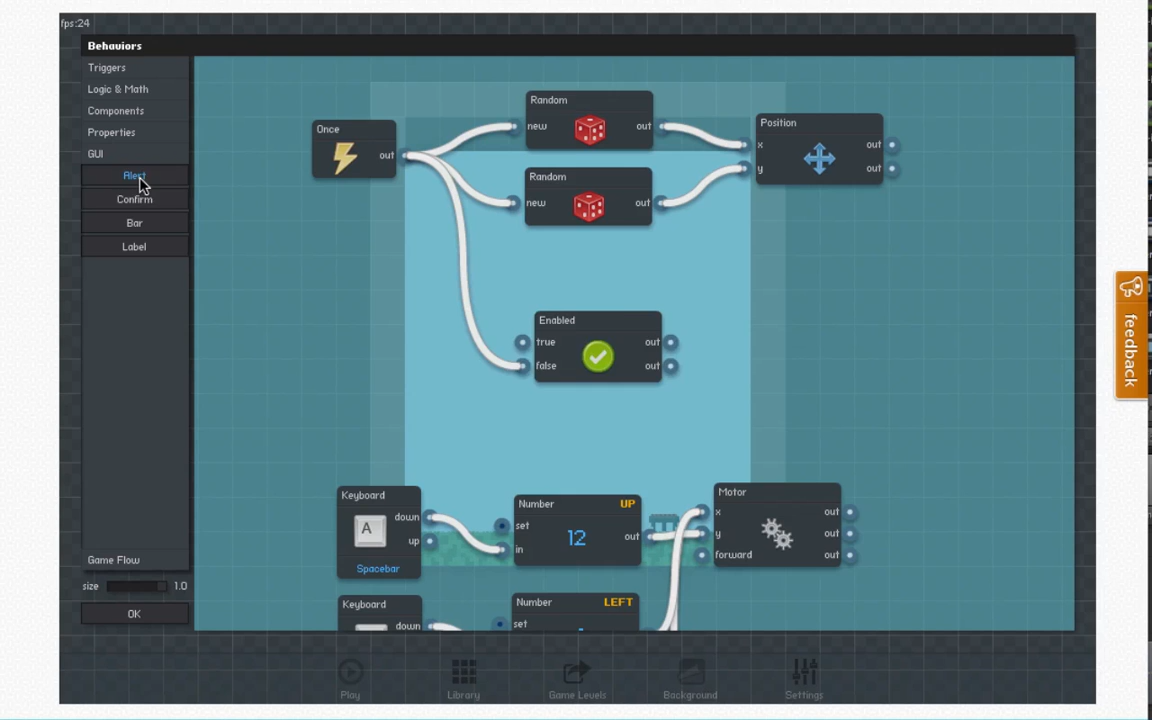 fps:24
Behaviors
Triggers
Logic & Math
Components
Properties
GUI
Alert
Confirm
Bar
Label
Game Flow
size 1.0
OK
Once
out
Random
new out
Random
new out
Position
x out
y out
Enabled
true out
false out
Keyboard
A
down
up
Spacebar
Number UP
set
12
in out
Motor
x out
y out
forward out
Keyboard
down
Number LEFT
set
Play
Library
Game Levels
Background
Settings
feedback